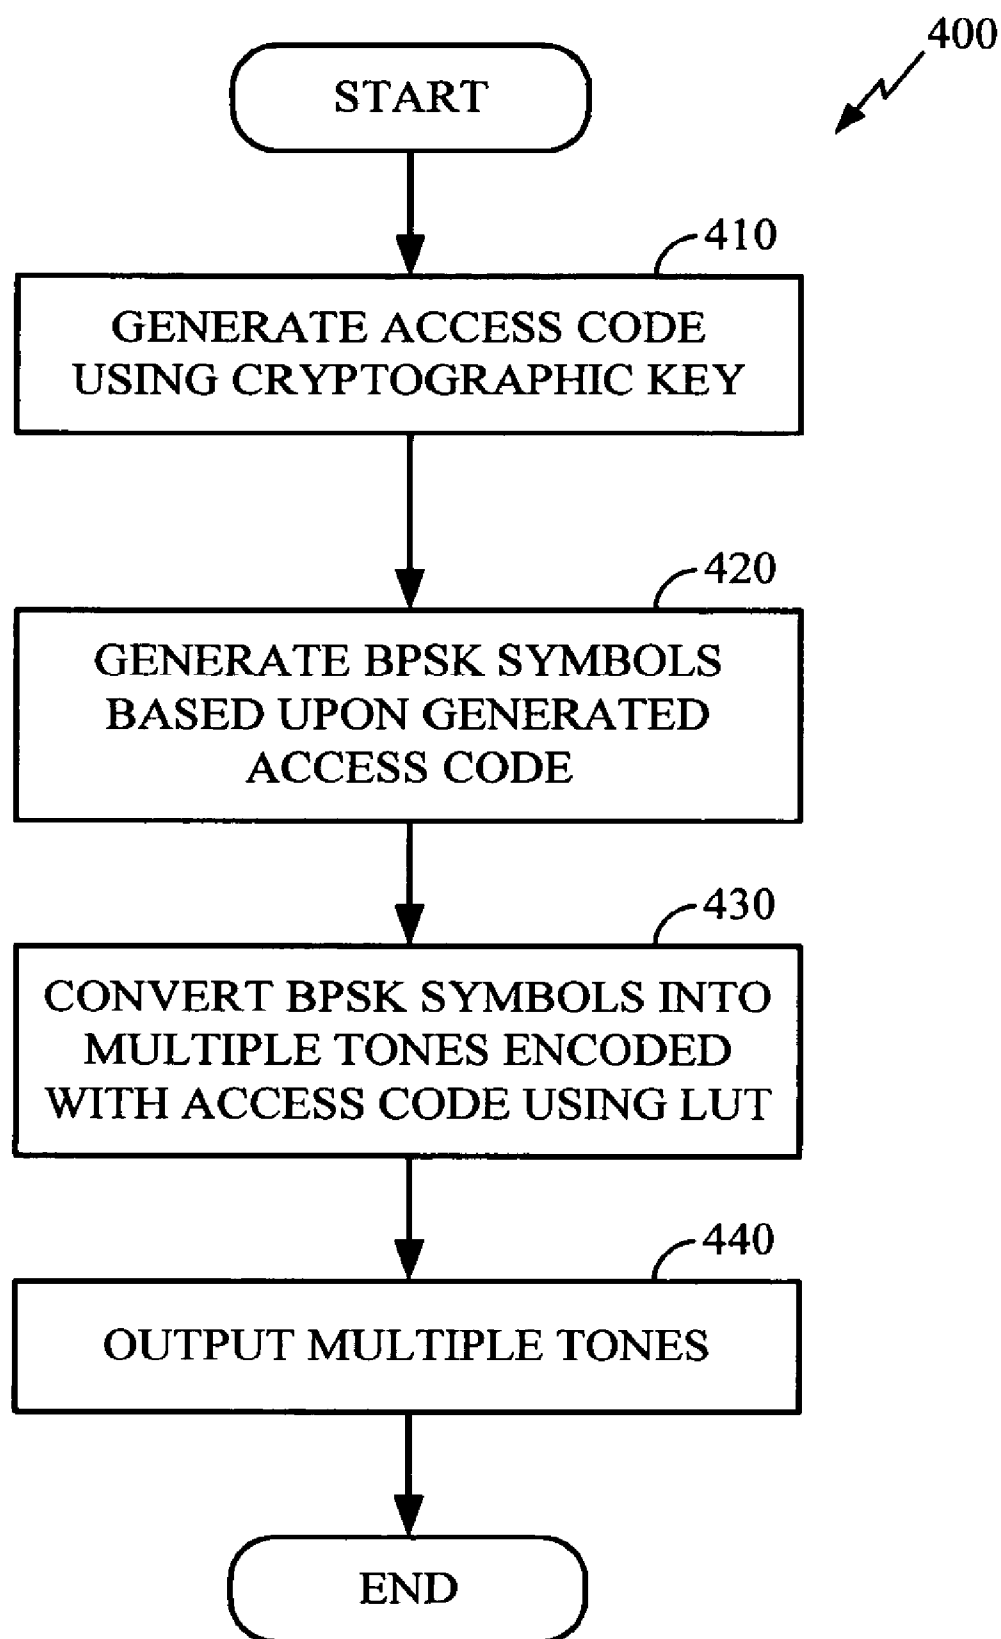 400
START
410
GENERATE ACCESS CODE
USING CRYPTOGRAPHIC KEY
420
GENERATE BPSK SYMBOLS
BASED UPON GENERATED
ACCESS CODE
430
CONVERT BPSK SYMBOLS INTO
MULTIPLE TONES ENCODED
WITH ACCESS CODE USING LUT
440
OUTPUT MULTIPLE TONES
END